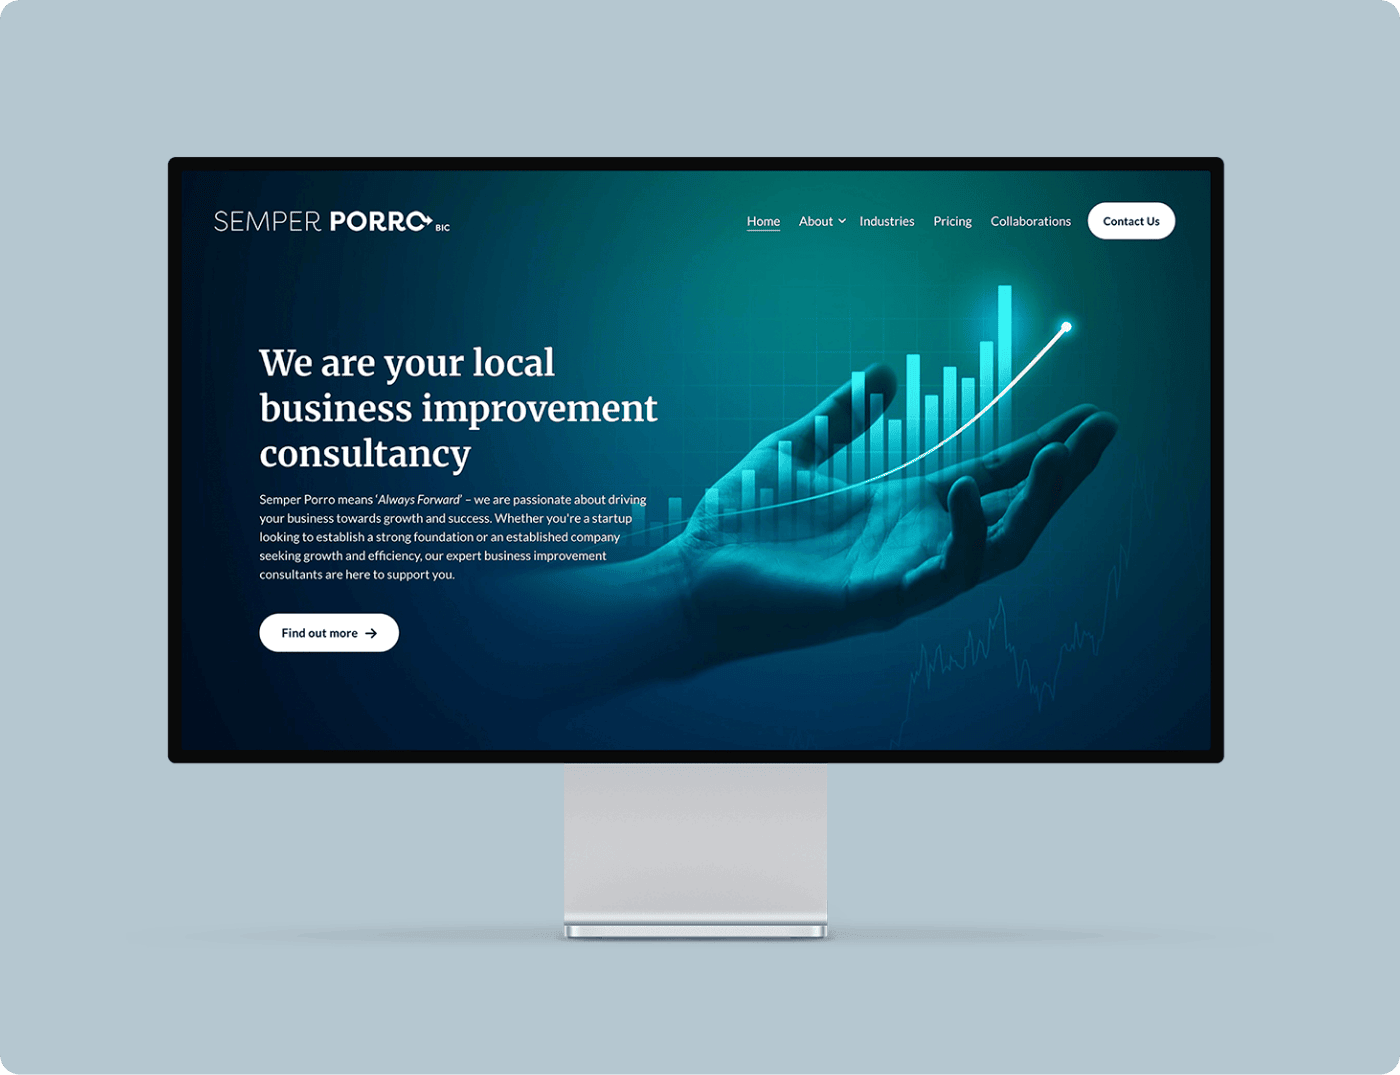 SEMPER PORRO BIC
Home About Industries Pricing Collaborations Contact Us
We are your local
business improvement
consultancy
Semper Porro means ‘Always Forward’ – we are passionate about driving
your business towards growth and success. Whether you're a startup
looking to establish a strong foundation or an established company
seeking growth and efficiency, our expert business improvement
consultants are here to support you.
Find out more